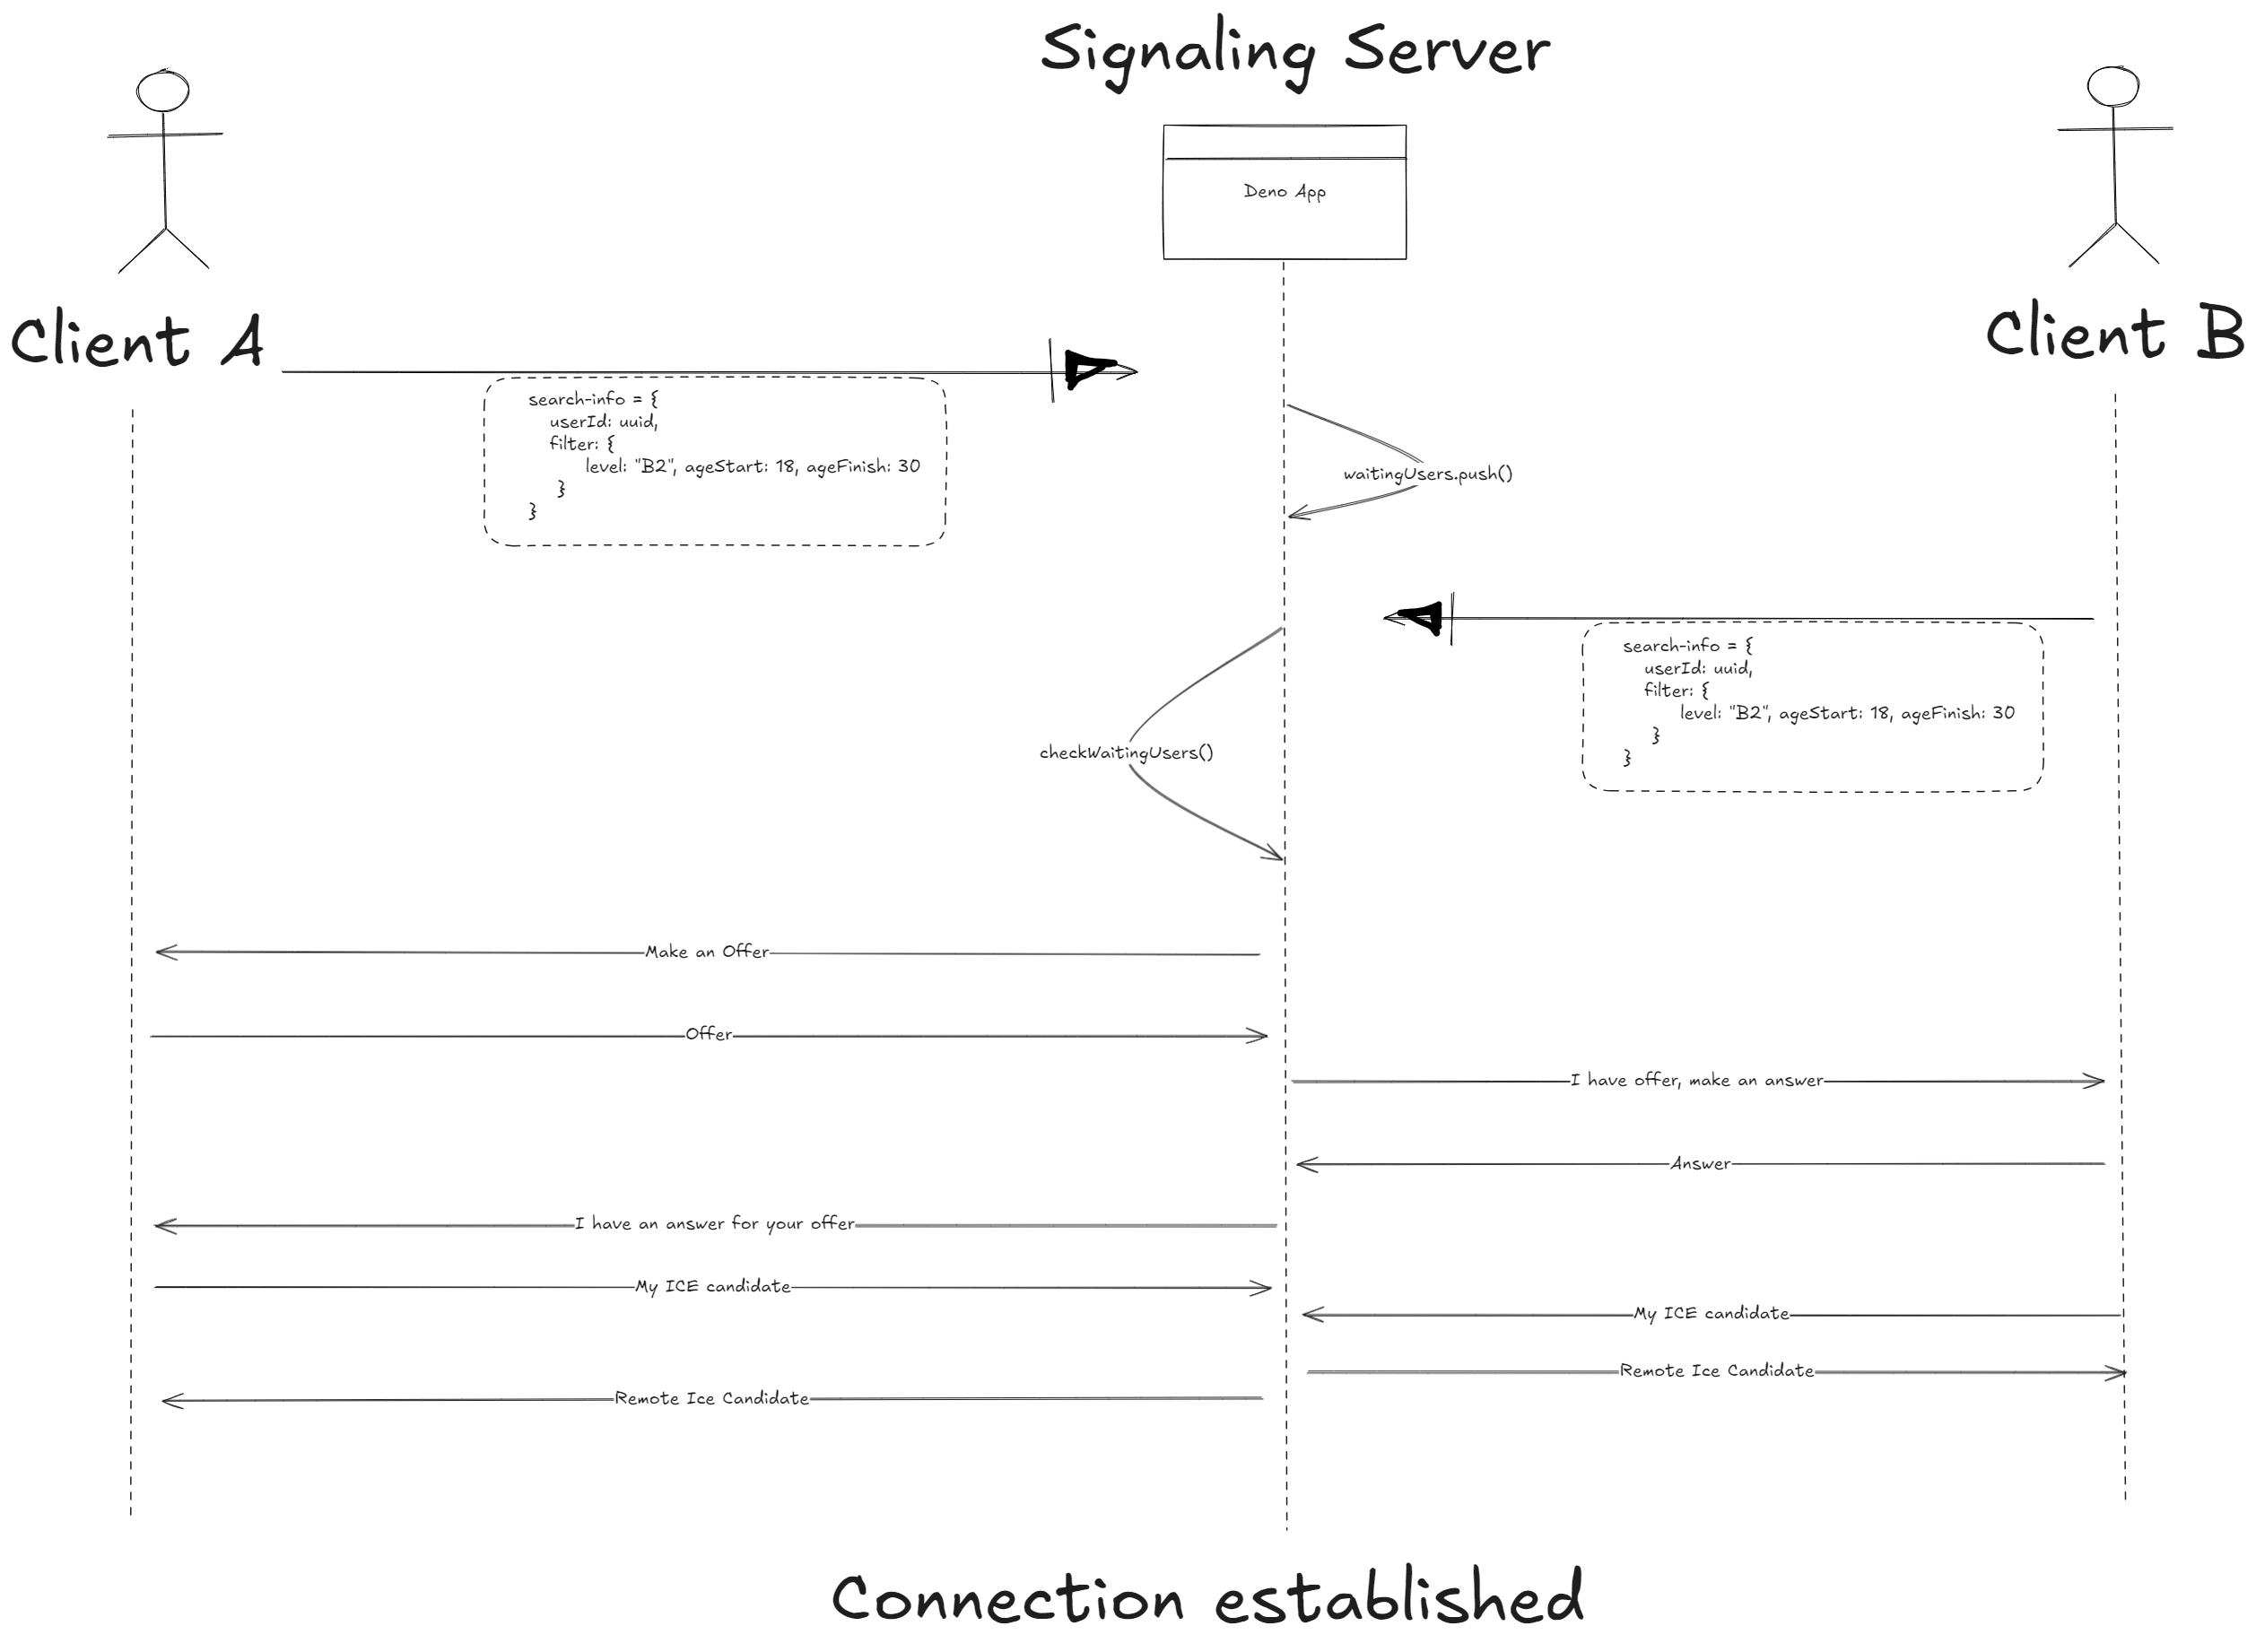 Signaling Server
Deno App
Client A
Client B
search-info = {
userId: uuid,
filter: {
level: "B2", ageStart: 18, ageFinish: 30
}
}
waitingUsers.push()
search-info = {
userId: uuid,
filter: {
level: "B2", ageStart: 18, ageFinish: 30
}
}
checkWaitingUsers()
Make an Offer
Offer
I have offer, make an answer
Answer
I have an answer for your offer
My ICE candidate
My ICE candidate
Remote Ice Candidate
Remote Ice Candidate
Connection established